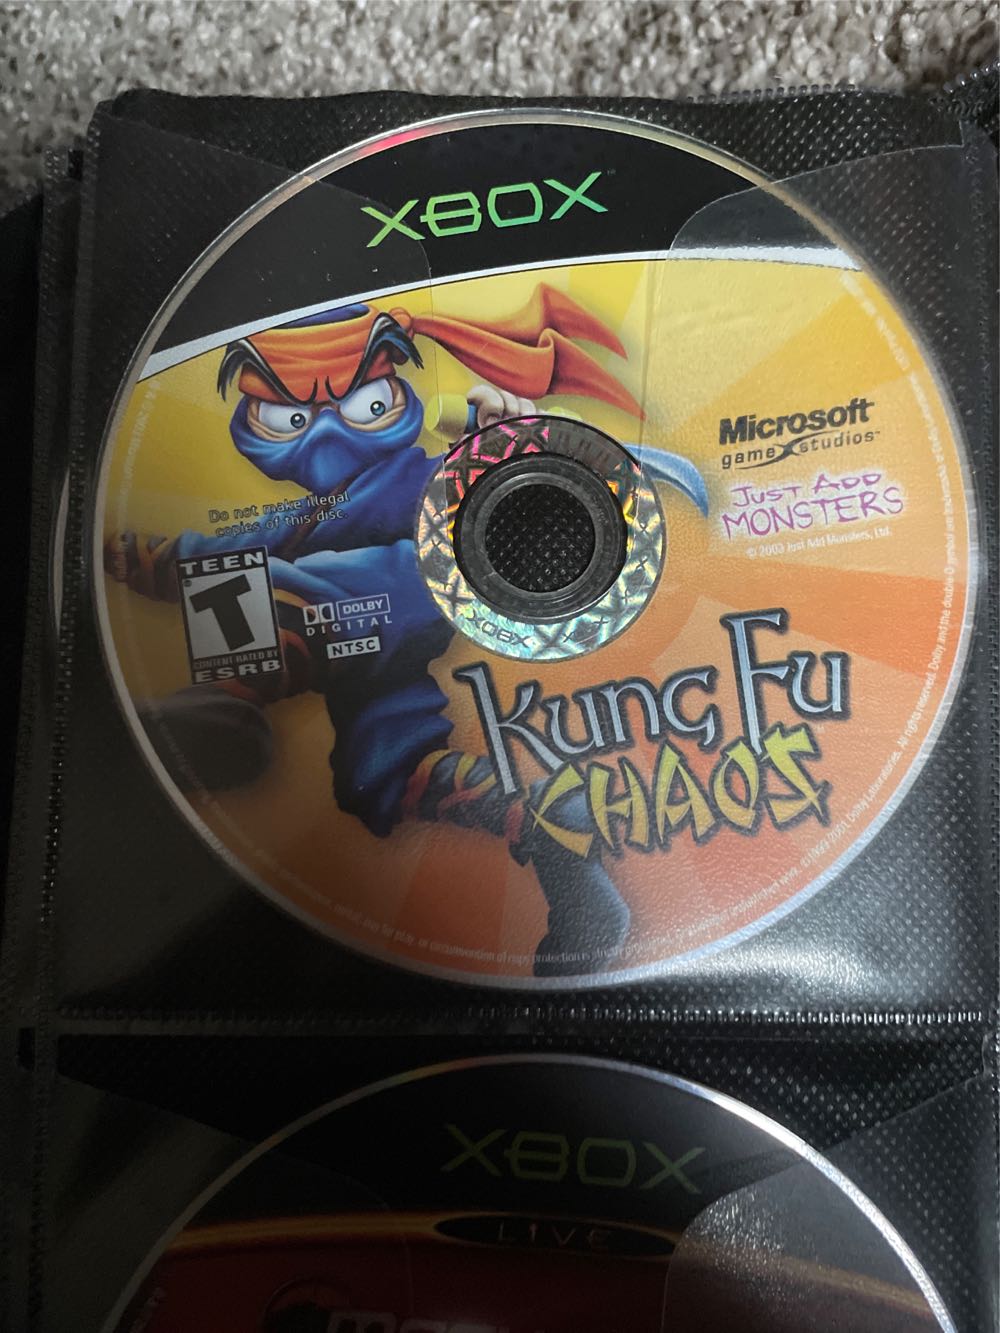 XBOX
Microsoft
game studios
JUST ADD
MONSTERS
© 2003 Just Add Monsters, Ltd.
Do not make illegal
copies of this disc.
TEEN
T
CONTENT RATED BY
ESRB
DOLBY
DIGITAL
NTSC
XBOX
Kung Fu
CHAOS
XBOX
LIVE